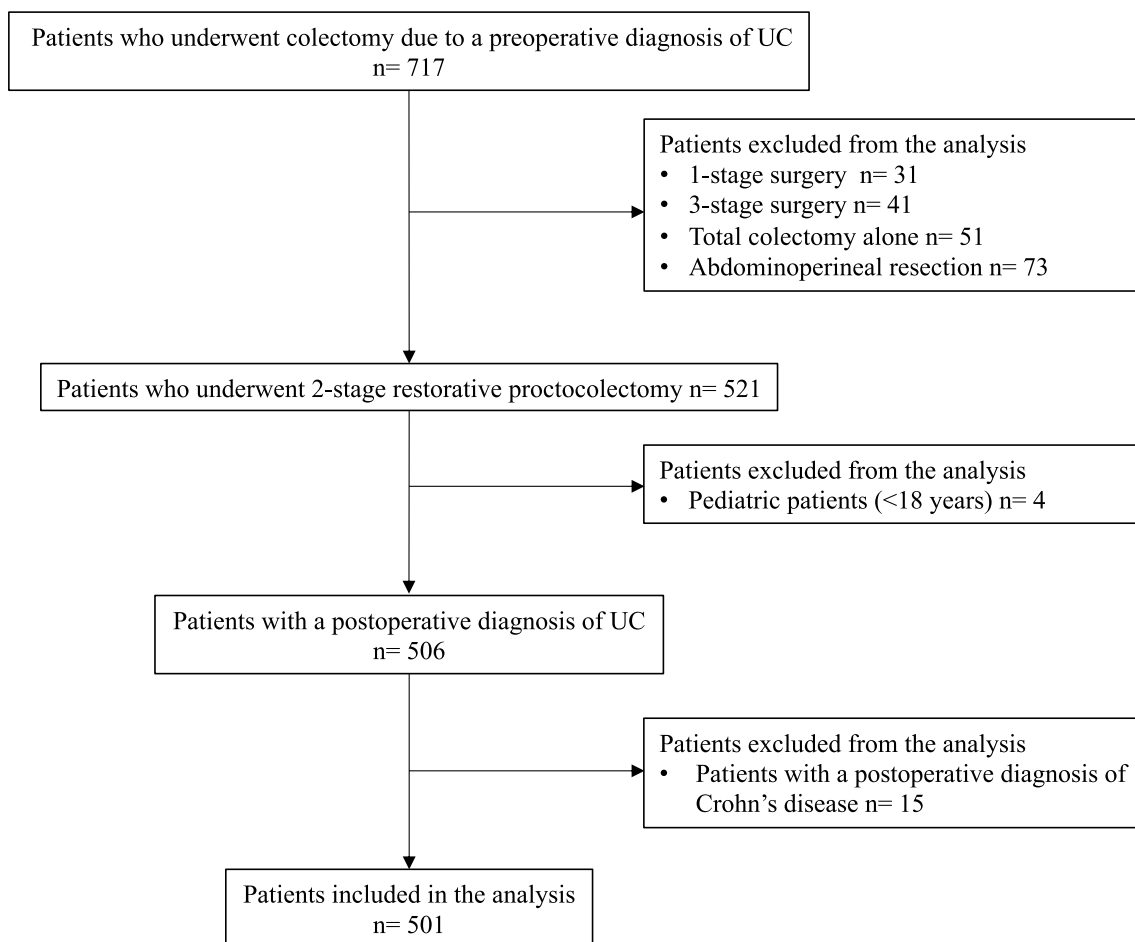 Patients who underwent colectomy due to a preoperative diagnosis of UC
n= 717
Patients excluded from the analysis
• 1-stage surgery n= 31
• 3-stage surgery n= 41
• Total colectomy alone n= 51
• Abdominoperineal resection n= 73
Patients who underwent 2-stage restorative proctocolectomy n= 521
Patients excluded from the analysis
• Pediatric patients (<18 years) n= 4
Patients with a postoperative diagnosis of UC
n= 506
Patients excluded from the analysis
• Patients with a postoperative diagnosis of
Crohn’s disease n= 15
Patients included in the analysis
n= 501